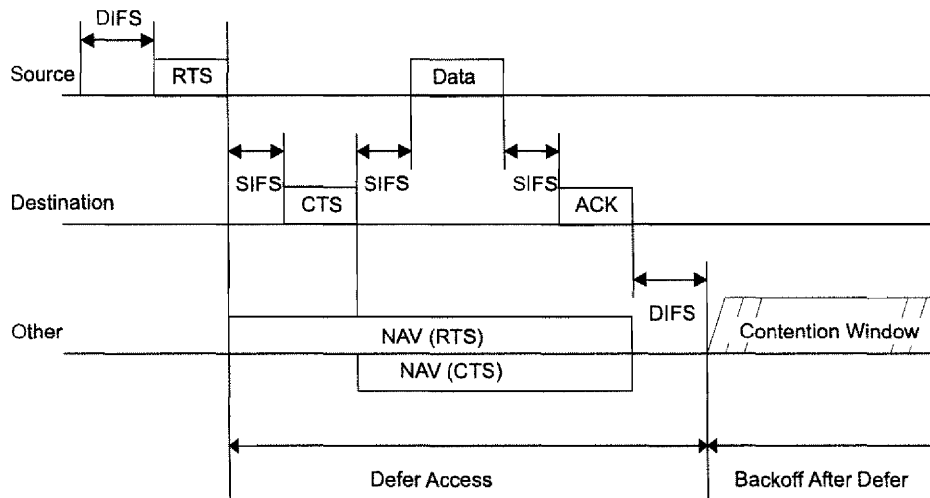 DIFS
Source
RTS
Data
SIFS
SIFS
SIFS
Destination
CTS
ACK
DIFS
Other
NAV (RTS)
Contention Window
NAV (CTS)
Defer Access
Backoff After Defer